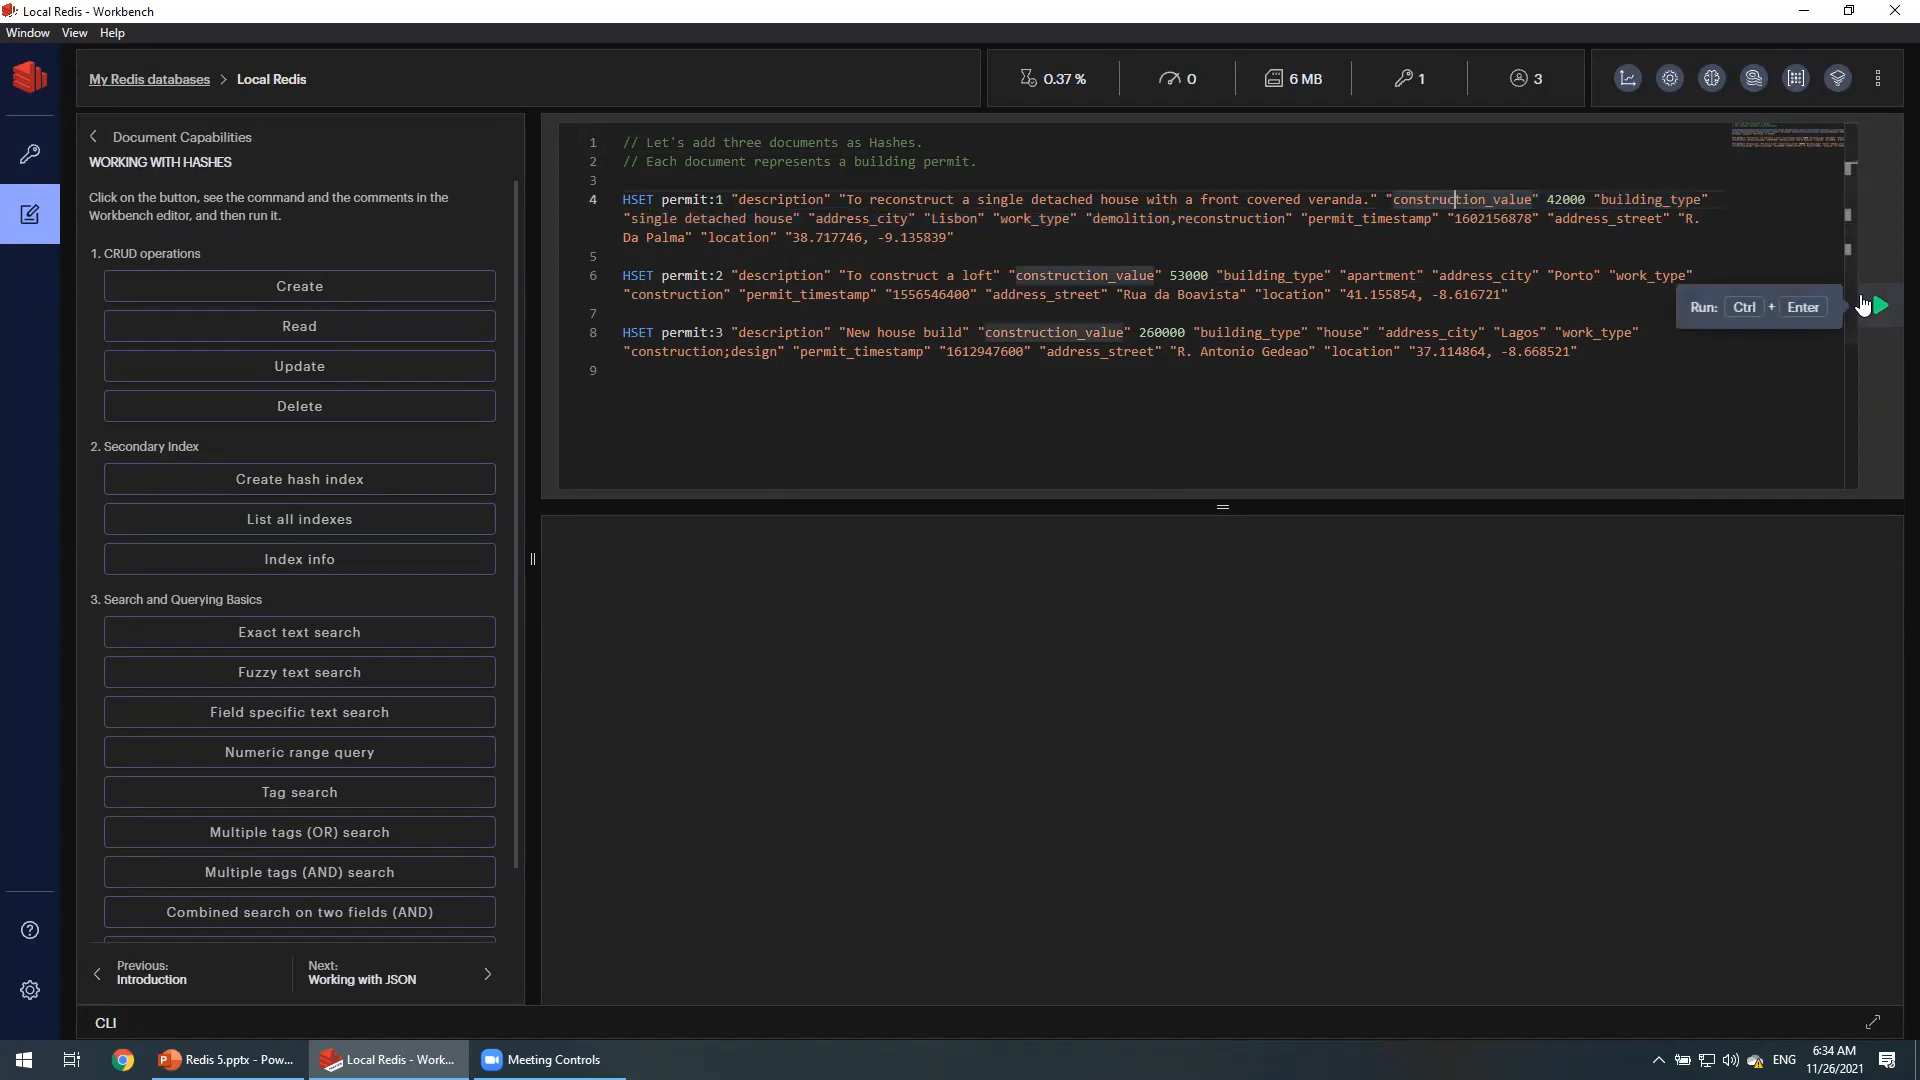 Local Redis - Workbench
Window View Help
My Redis databases > Local Redis
0.37 % 0 6 MB 1 3
Document Capabilities
WORKING WITH HASHES
Click on the button, see the command and the comments in the
Workbench editor, and then run it.
1. CRUD operations
Create
Read
Update
Delete
2. Secondary Index
Create hash index
List all indexes
Index info
3. Search and Querying Basics
Exact text search
Fuzzy text search
Field specific text search
Numeric range query
Tag search
Multiple tags (OR) search
Multiple tags (AND) search
Combined search on two fields (AND)
Previous:
Introduction
Next:
Working with JSON
1 // Let's add three documents as Hashes.
2 // Each document represents a building permit.
3
4 HSET permit:1 "description" "To reconstruct a single detached house with a front covered veranda." "construction_value" 42000 "building_type"
"single detached house" "address_city" "Lisbon" "work_type" "demolition,reconstruction" "permit_timestamp" "1602156878" "address_street" "R.
Da Palma" "location" "38.717746, -9.135839"
5
6 HSET permit:2 "description" "To construct a loft" "construction_value" 53000 "building_type" "apartment" "address_city" "Porto" "work_type"
"construction" "permit_timestamp" "1556546400" "address_street" "Rua da Boavista" "location" "41.155854, -8.616721"
7
8 HSET permit:3 "description" "New house build" "construction_value" 260000 "building_type" "house" "address_city" "Lagos" "work_type"
"construction;design" "permit_timestamp" "1612947600" "address_street" "R. Antonio Gedeao" "location" "37.114864, -8.668521"
9
Run: Ctrl + Enter
CLI
Redis 5.pptx - Pow...
Local Redis - Work...
Meeting Controls
ENG
6:34 AM
11/26/2021